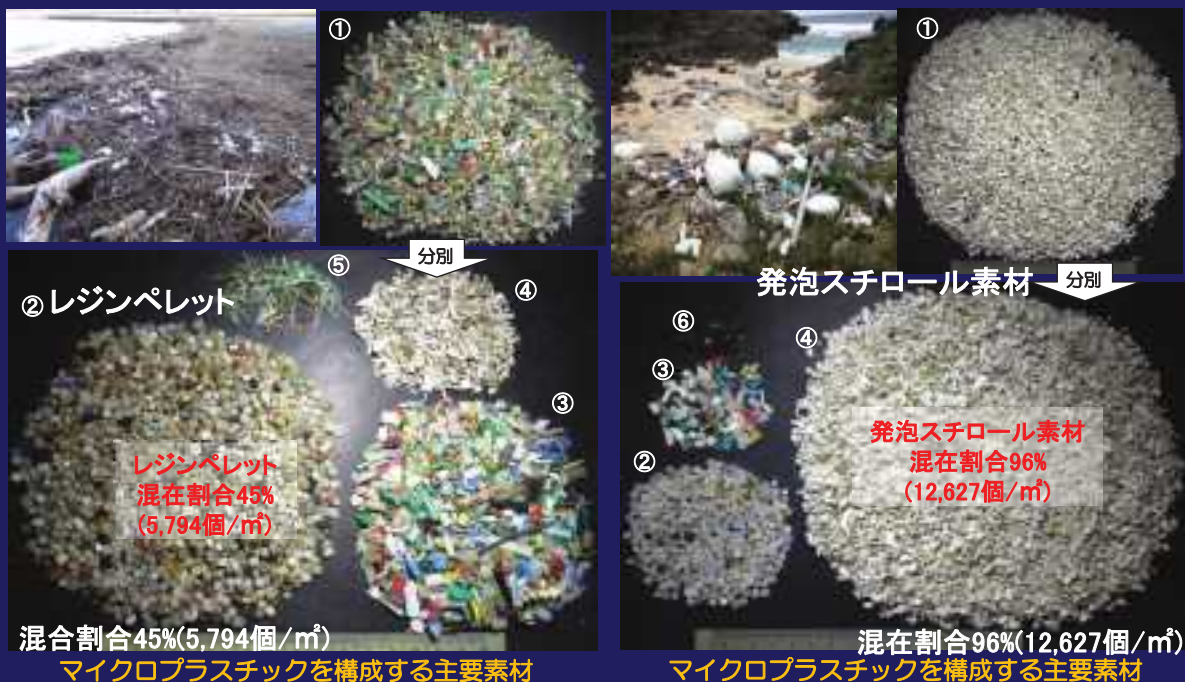 ①
分別
② レジンペレット
⑤
④
③
レジンペレット
混在割合45%
(5,794個/㎡)
混合割合45%(5,794個/㎡)
マイクロプラスチックを構成する主要素材
①
発泡スチロール素材
分別
⑥
④
③
②
発泡スチロール素材
混在割合96%
(12,627個/㎡)
混在割合96%(12,627個/㎡)
マイクロプラスチックを構成する主要素材